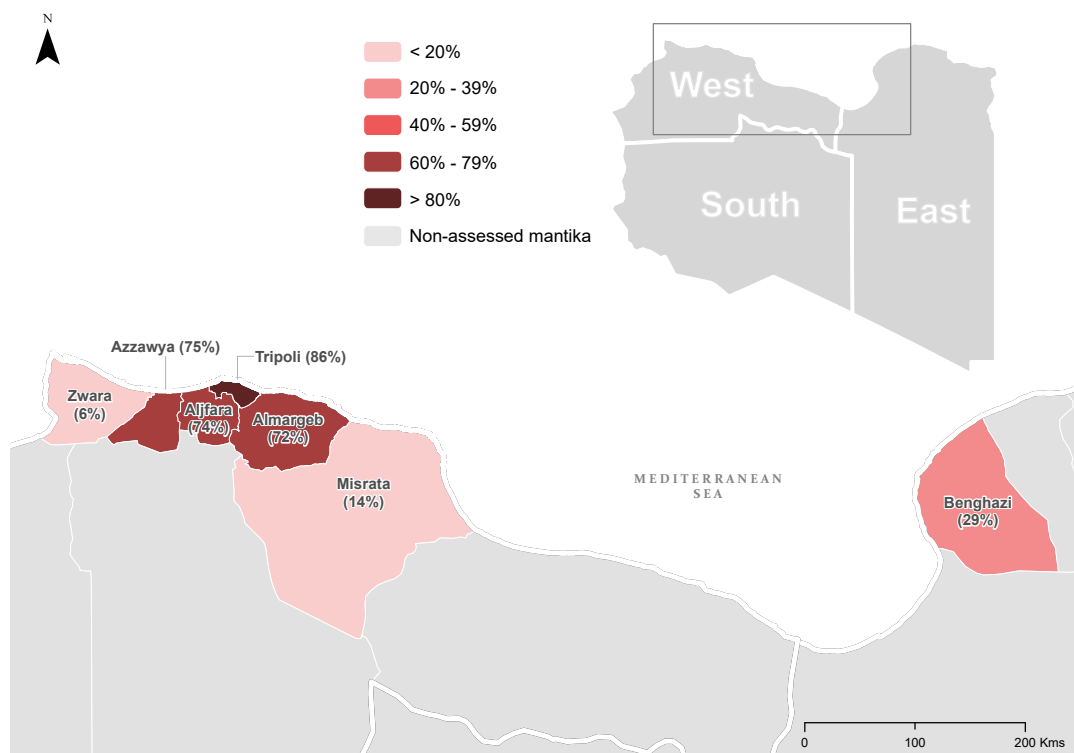 N
< 20%
20% - 39%
40% - 59%
60% - 79%
> 80%
Non-assessed mantika
West
South
East
Azzawya (75%)
Tripoli (86%)
Zwara
(6%)
Aljfara
(74%)
Almargeb
(72%)
Misrata
(14%)
MEDITERRANEAN
SEA
Benghazi
(29%)
0
100
200 Kms